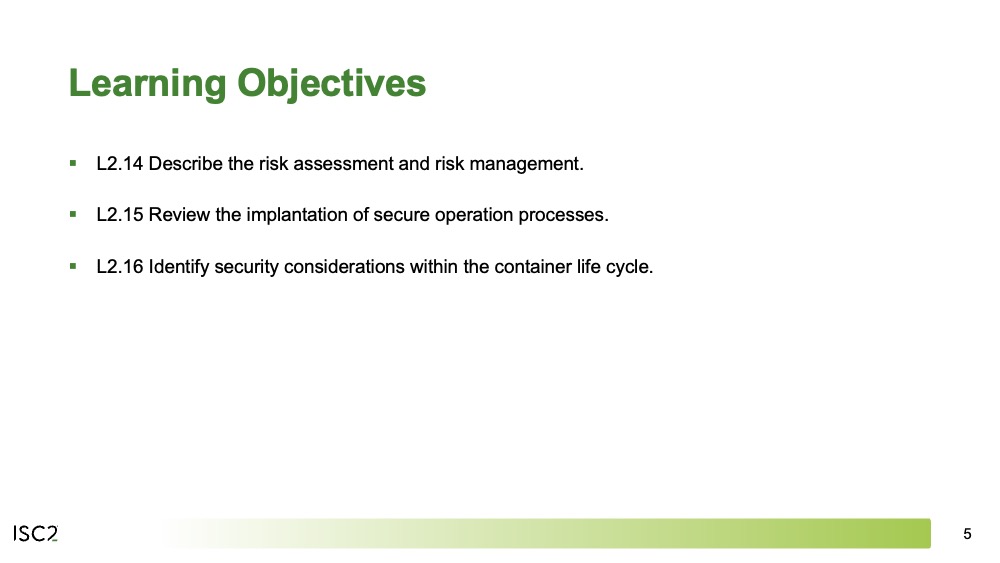 Learning Objectives
▪ L2.14 Describe the risk assessment and risk management.
▪ L2.15 Review the implantation of secure operation processes.
▪ L2.16 Identify security considerations within the container life cycle.
ISC2
5